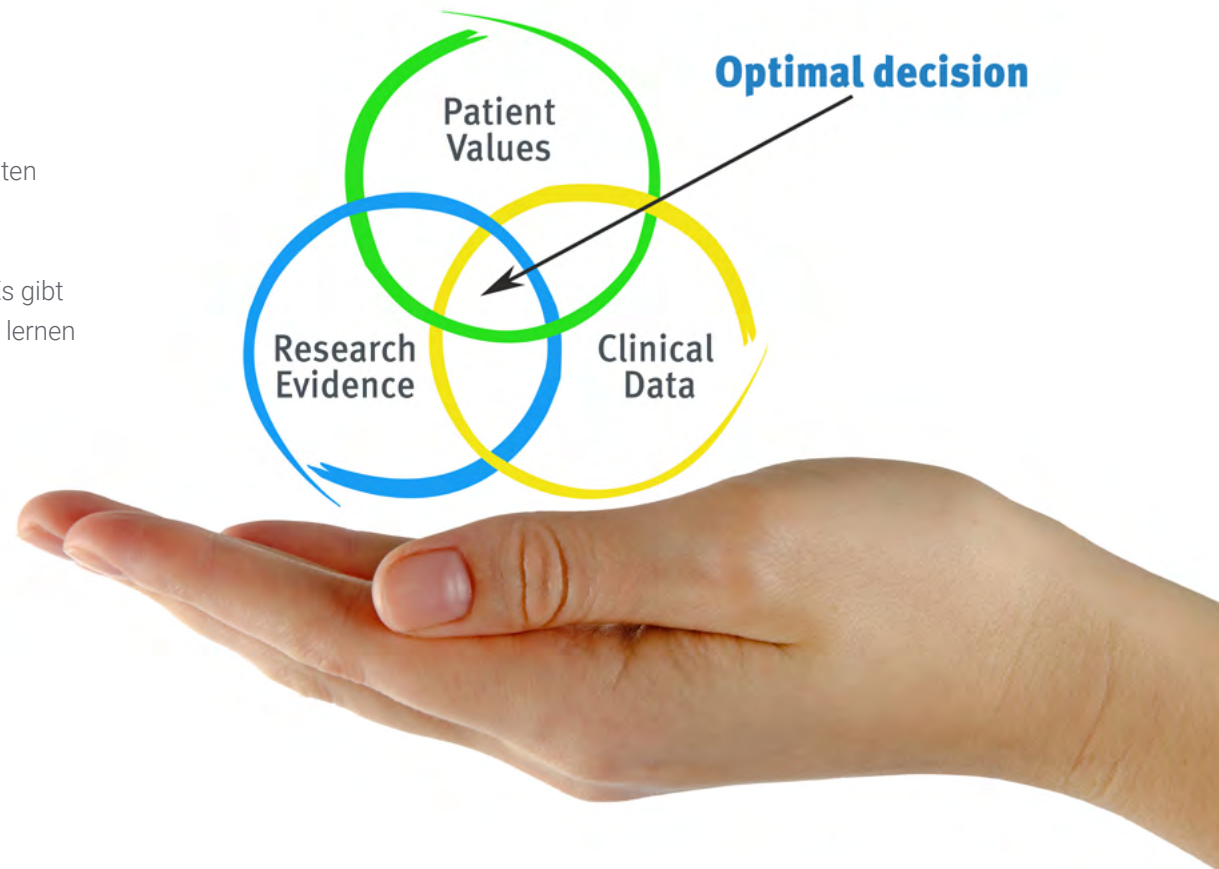 ten
s gibt
lernen
Optimal decision
Patient
Values
Research
Evidence
Clinical
Data